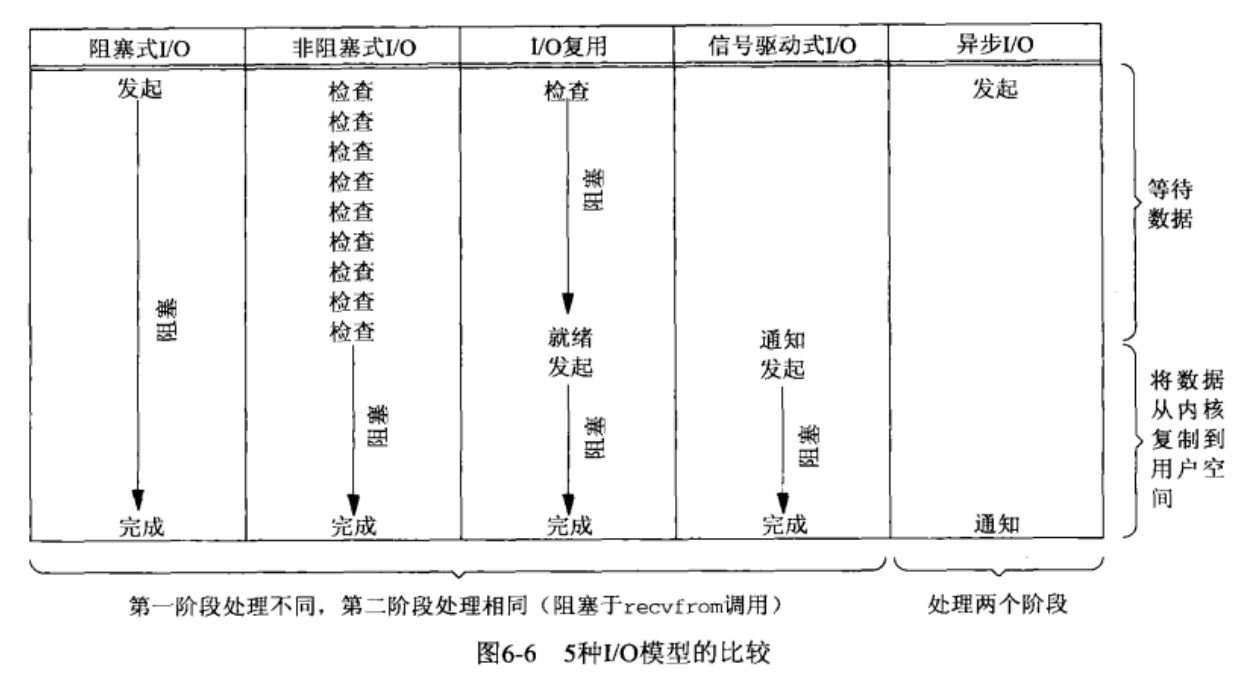 阻塞式I/O 非阻塞式I/O I/O复用 信号驱动式I/O 异步I/O
发起 检查 检查 发起
检查
检查
检查
检查
检查
检查
检查
检查
阻塞
阻塞
等待
数据
就绪 通知
发起 发起
阻塞
阻塞
阻塞
将数据
从内核
复制到
用户空
间
完成 完成 完成 完成 通知
第一阶段处理不同，第二阶段处理相同（阻塞于recvfrom调用） 处理两个阶段
图6-6 5种I/O模型的比较